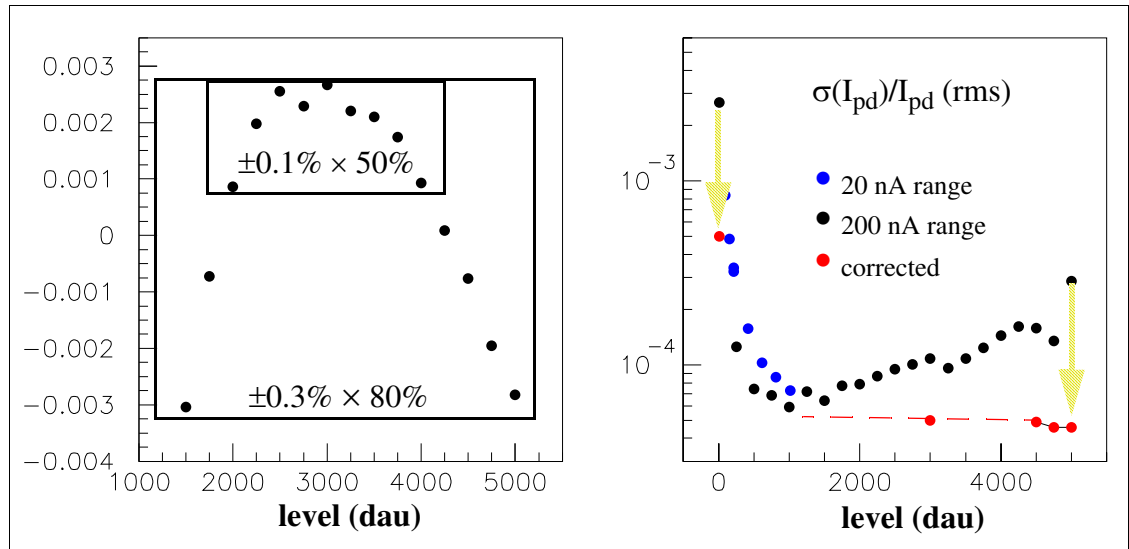 0.003
0.002
0.001
0
−0.001
−0.002
−0.003
−0.004
1000 2000 3000 4000 5000
level (dau)
±0.1% × 50%
±0.3% × 80%
σ(I_pd)/I_pd (rms)
20 nA range
200 nA range
corrected
10^−3
10^−4
0 2000 4000
level (dau)